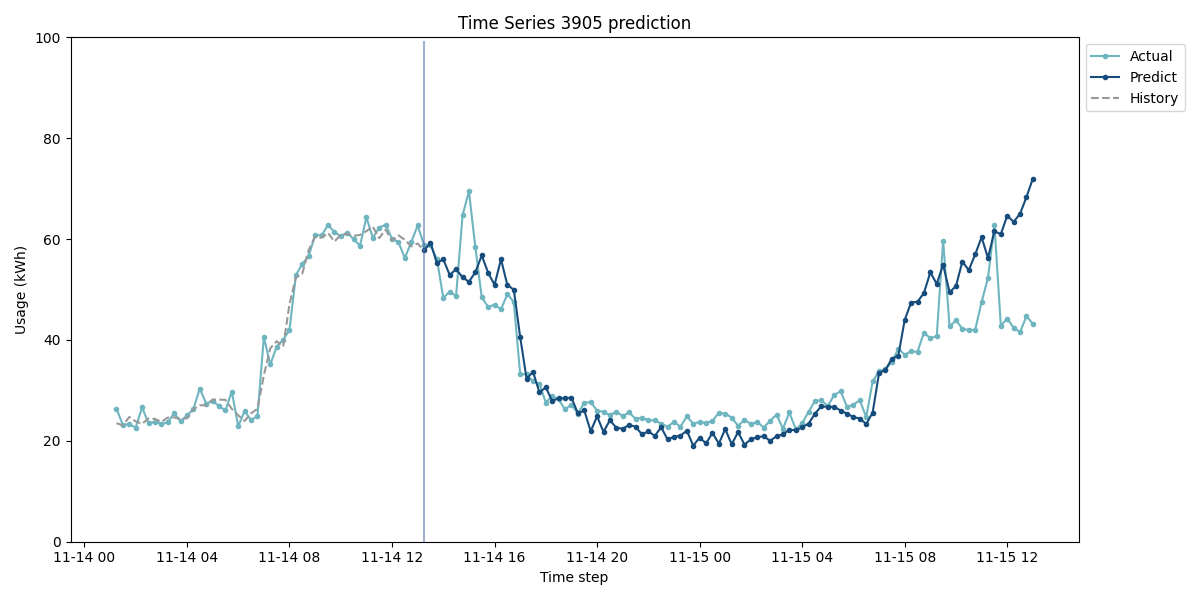 Time Series 3905 prediction
Actual
Predict
History
Usage (kWh)
100
80
60
40
20
0
11-14 00 11-14 04 11-14 08 11-14 12 11-14 16 11-14 20 11-15 00 11-15 04 11-15 08 11-15 12
Time step